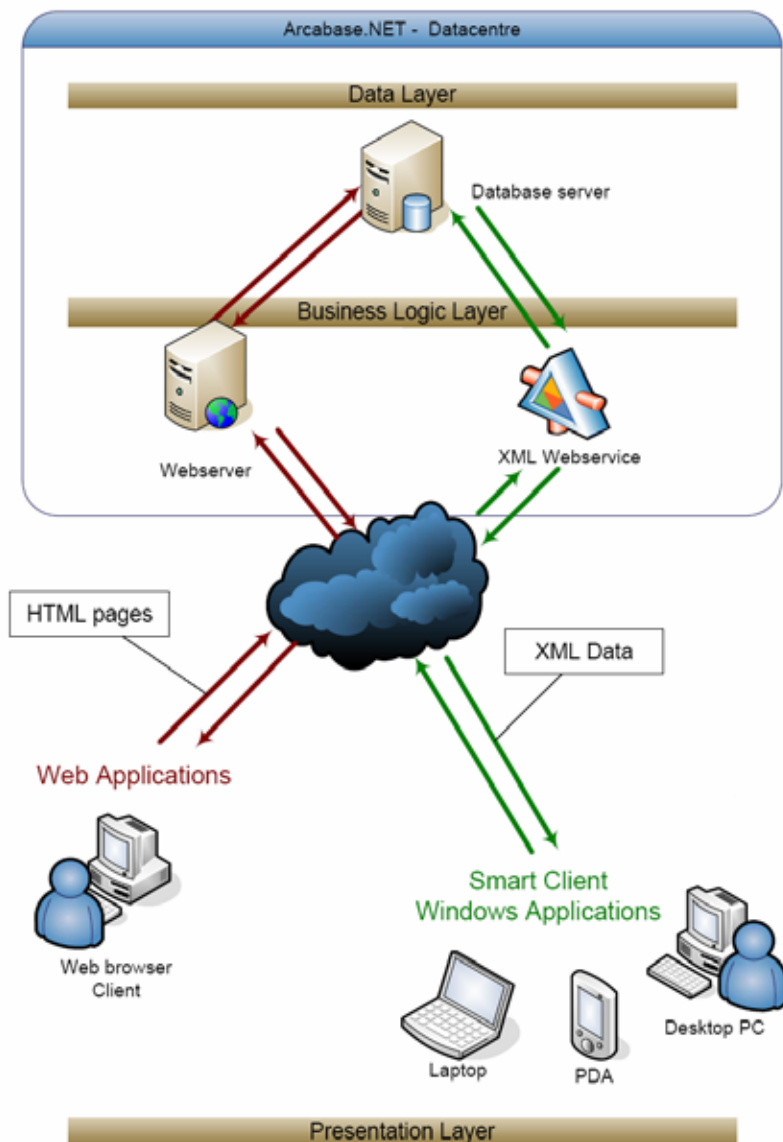 Arcabase.NET - Datacentre
Data Layer
Database server
Business Logic Layer
Webserver
XML Webservice
HTML pages
XML Data
Web Applications
Smart Client
Windows Applications
Web browser
Client
Laptop
PDA
Desktop PC
Presentation Layer